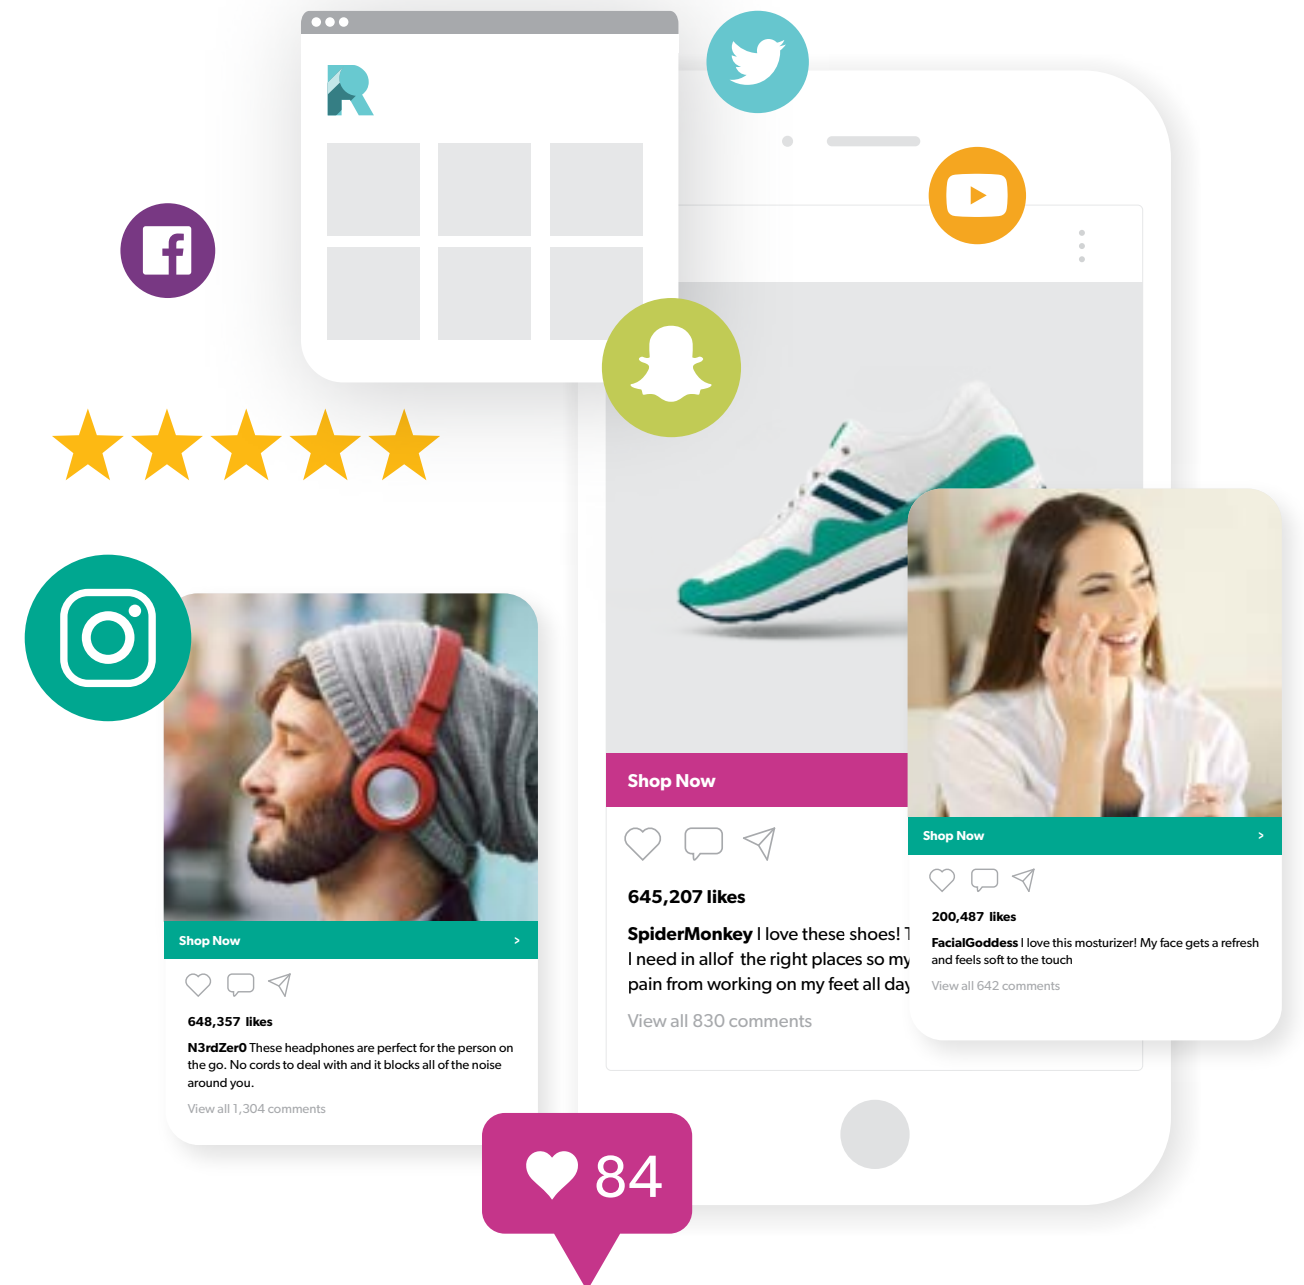 Shop Now
645,207 likes
SpiderMonkey I love these shoes!
I need in allof the right places so my
pain from working on my feet all day
View all 830 comments
Shop Now >
200,487 likes
FacialGoddess I love this mosturizer! My face gets a refresh
and feels soft to the touch
View all 642 comments
Shop Now >
648,357 likes
N3rdZer0 These headphones are perfect for the person on
the go. No cords to deal with and it blocks all of the noise
around you.
View all 1,304 comments
84